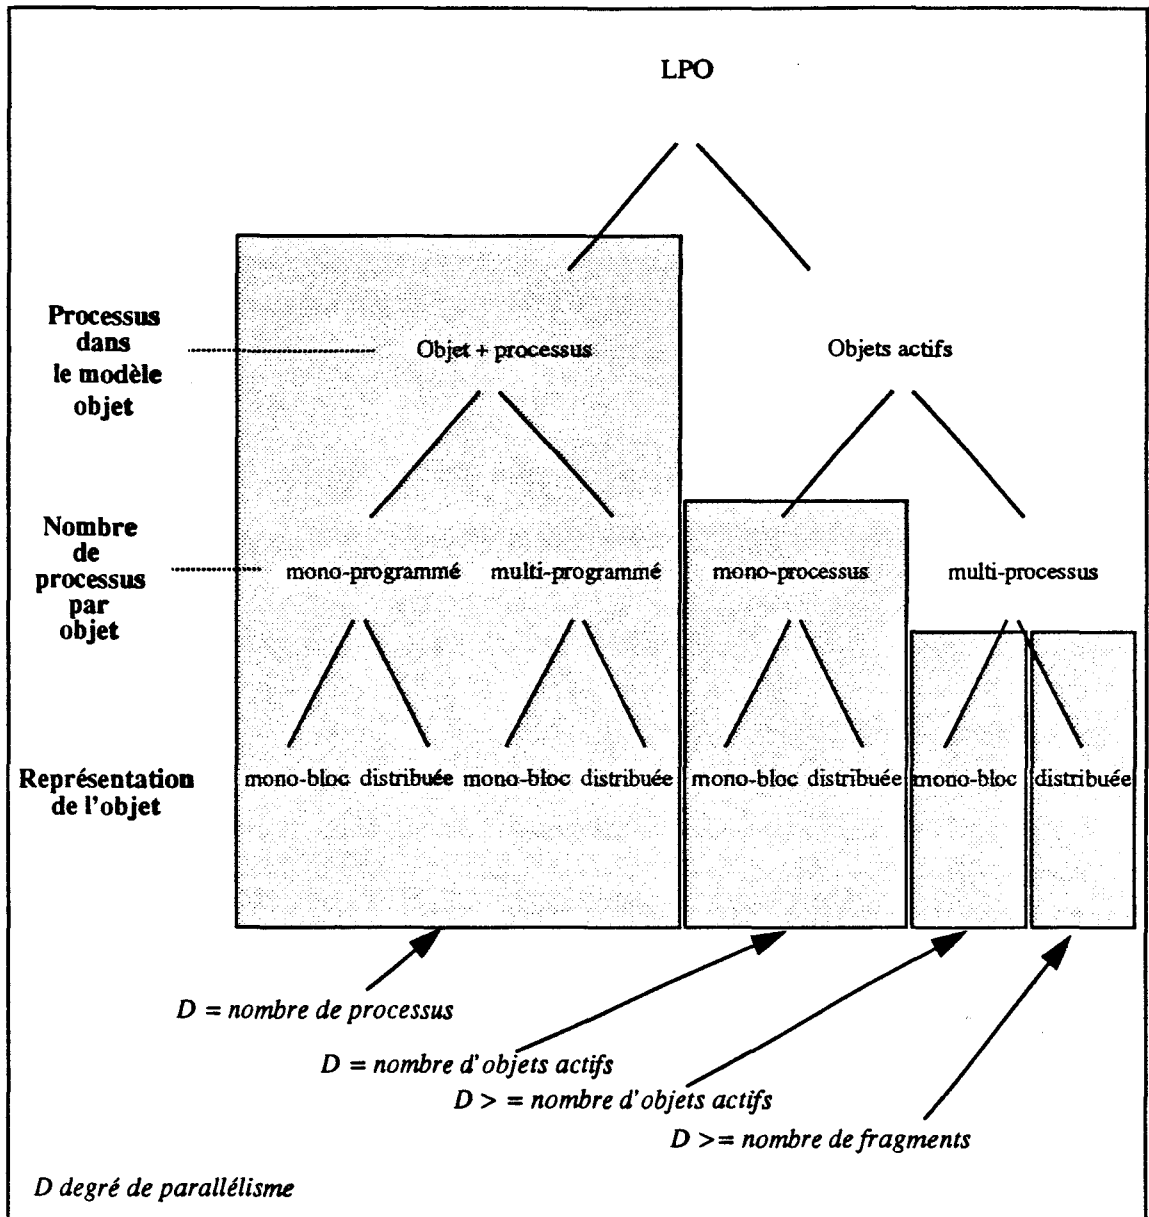 LPO
Processus
dans
le modèle
objet
Objet + processus
Objets actifs
Nombre
de
processus
par
objet
mono-programmé
multi-programmé
mono-processus
multi-processus
Représentation
de l'objet
mono-bloc
distribuée
mono-bloc
distribuée
mono-bloc
distribuée
mono-bloc
distribuée
D = nombre de processus
D = nombre d'objets actifs
D > = nombre d'objets actifs
D >= nombre de fragments
D degré de parallélisme